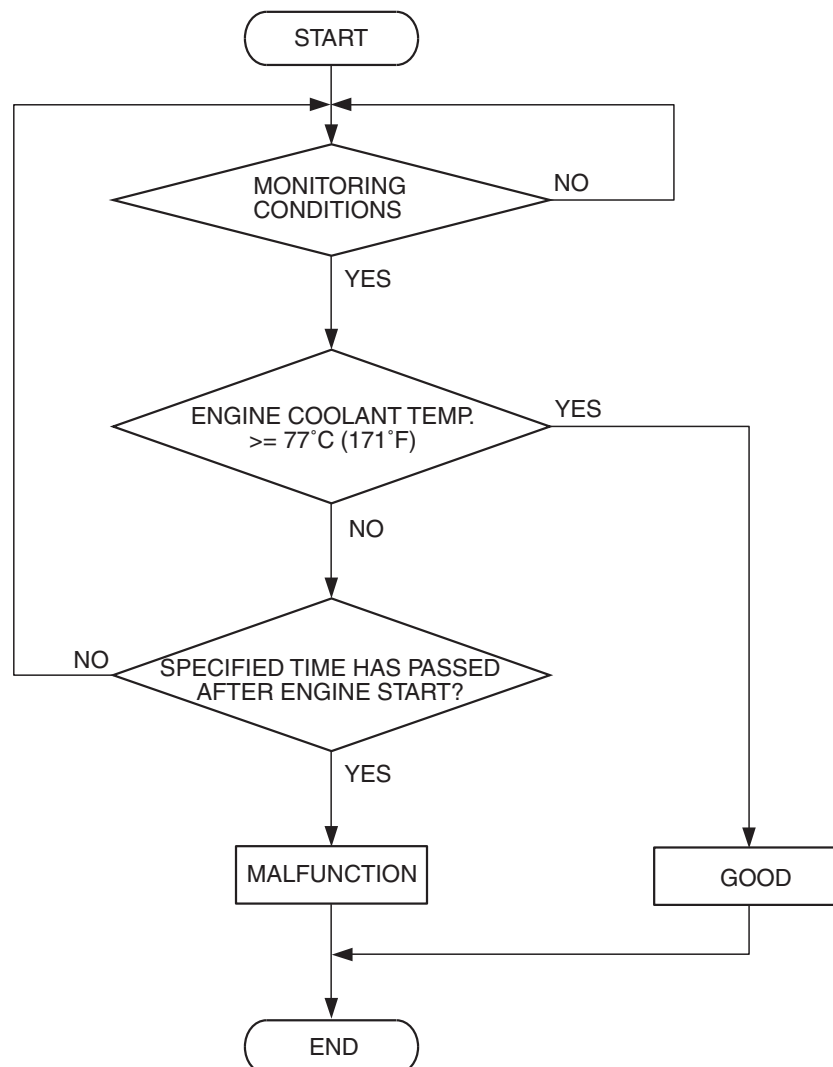 START
MONITORING
CONDITIONS
NO
YES
ENGINE COOLANT TEMP.
>= 77˚C (171˚F)
YES
NO
SPECIFIED TIME HAS PASSED
AFTER ENGINE START?
NO
YES
MALFUNCTION
GOOD
END